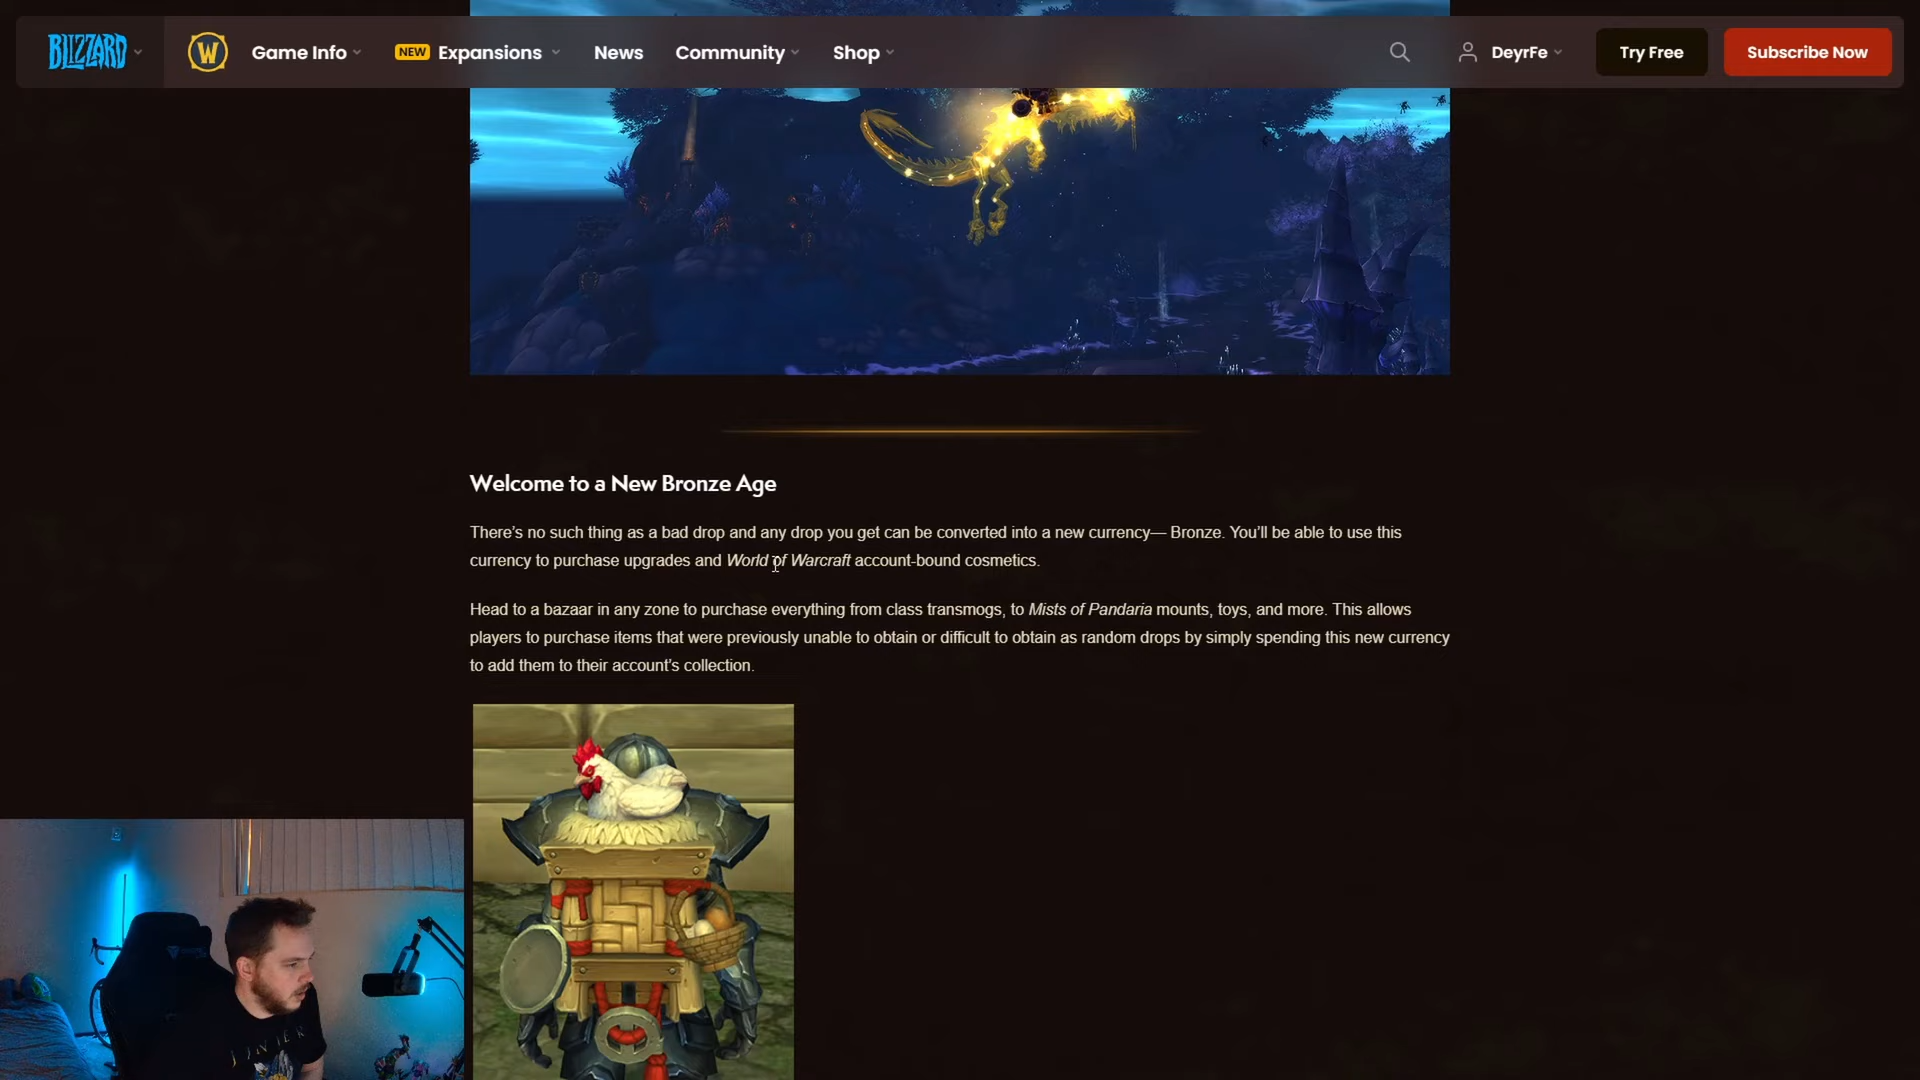 BLIZZARD
W
Game Info
NEW Expansions
News
Community
Shop
DeyrFe
Try Free
Subscribe Now
Welcome to a New Bronze Age
There’s no such thing as a bad drop and any drop you get can be converted into a new currency— Bronze. You’ll be able to use this
currency to purchase upgrades and World of Warcraft account-bound cosmetics.
Head to a bazaar in any zone to purchase everything from class transmogs, to Mists of Pandaria mounts, toys, and more. This allows
players to purchase items that were previously unable to obtain or difficult to obtain as random drops by simply spending this new currency
to add them to their account’s collection.